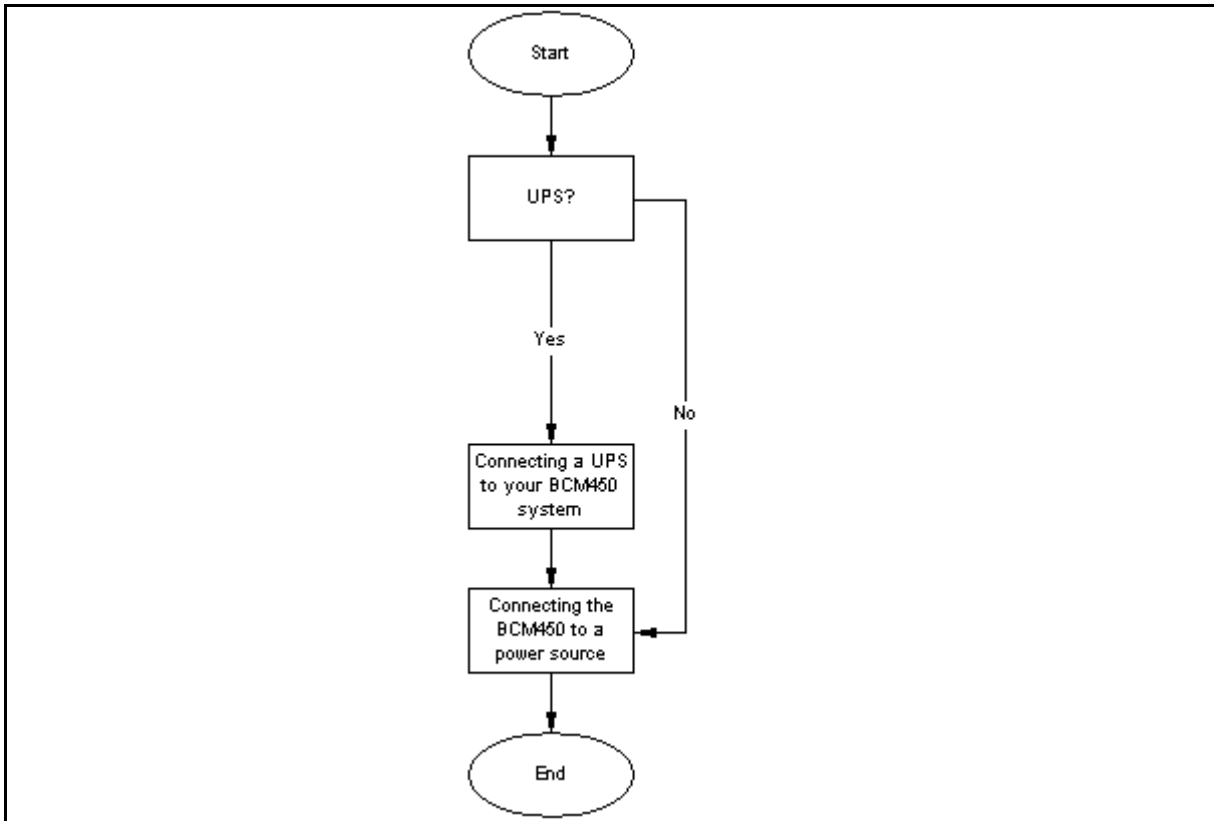 Start
UPS?
Yes
No
Connecting a UPS
to your BCM450
system
Connecting the
BCM450 to a
power source
End